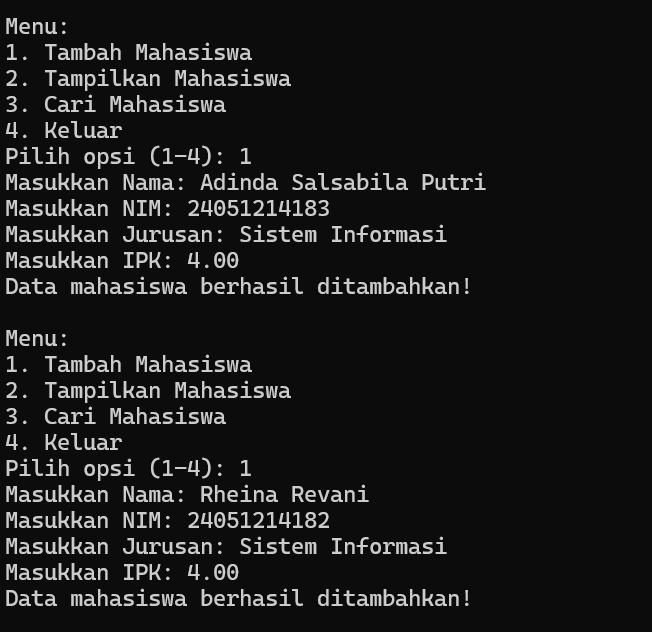 Menu:
1. Tambah Mahasiswa
2. Tampilkan Mahasiswa
3. Cari Mahasiswa
4. Keluar
Pilih opsi (1-4): 1
Masukkan Nama: Adinda Salsabila Putri
Masukkan NIM: 24051214183
Masukkan Jurusan: Sistem Informasi
Masukkan IPK: 4.00
Data mahasiswa berhasil ditambahkan!

Menu:
1. Tambah Mahasiswa
2. Tampilkan Mahasiswa
3. Cari Mahasiswa
4. Keluar
Pilih opsi (1-4): 1
Masukkan Nama: Rheina Revani
Masukkan NIM: 24051214182
Masukkan Jurusan: Sistem Informasi
Masukkan IPK: 4.00
Data mahasiswa berhasil ditambahkan!